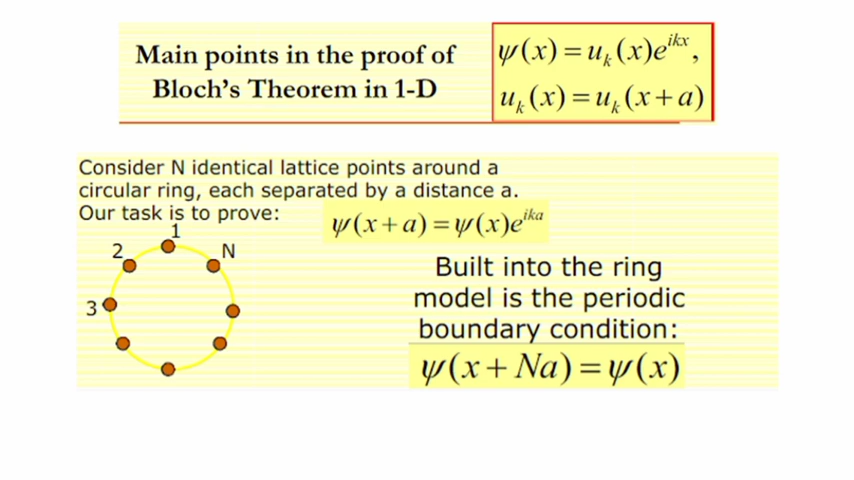 Main points in the proof of
Bloch's Theorem in 1-D
ψ(x) = u_k(x)e^{ikx},
u_k(x) = u_k(x+a)
Consider N identical lattice points around a
circular ring, each separated by a distance a.
Our task is to prove:
ψ(x+a) = ψ(x)e^{ika}
1
2
N
3
Built into the ring
model is the periodic
boundary condition:
ψ(x+Na) = ψ(x)